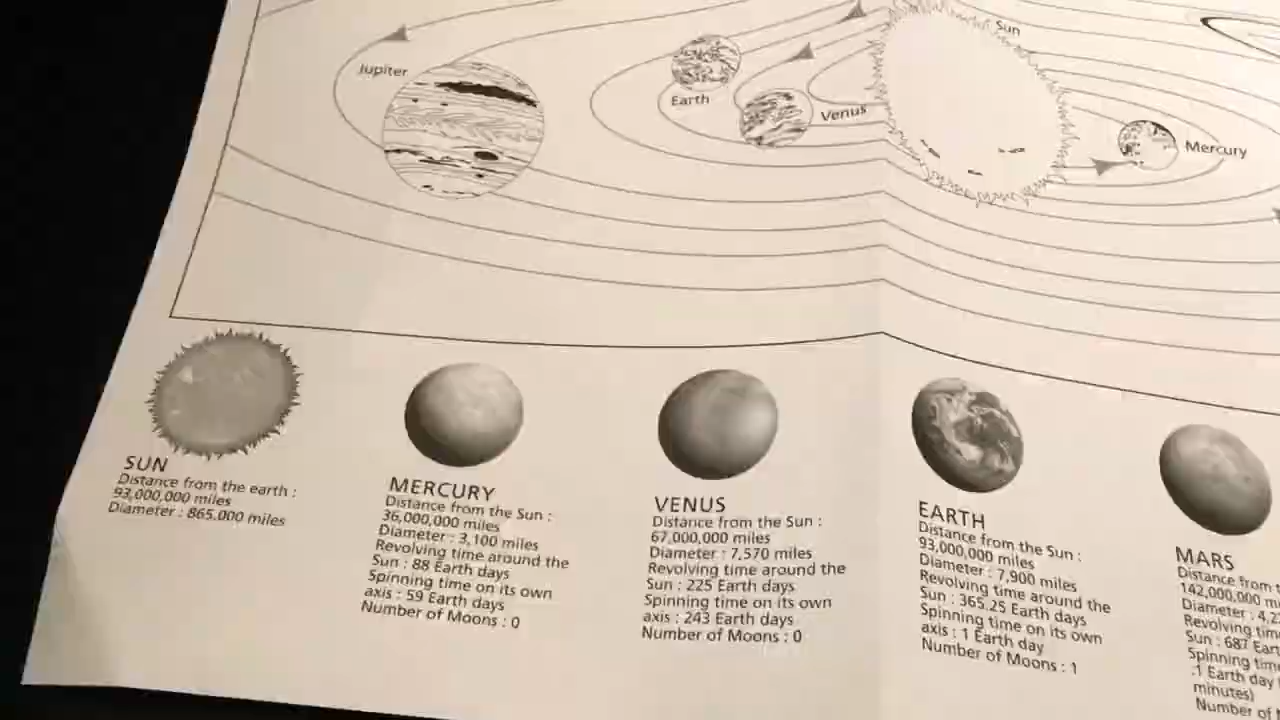 Sun
Jupiter
Earth
Venus
Mercury
SUN
Distance from the earth :
93,000,000 miles
Diameter : 865,000 miles
MERCURY
Distance from the Sun :
36,000,000 miles
Diameter : 3,100 miles
Revolving time around the
Sun : 88 Earth days
Spinning time on its own
axis : 59 Earth days
Number of Moons : 0
VENUS
Distance from the Sun :
67,000,000 miles
Diameter : 7,570 miles
Revolving time around the
Sun : 225 Earth days
Spinning time on its own
axis : 243 Earth days
Number of Moons : 0
EARTH
Distance from the Sun :
93,000,000 miles
Diameter : 7,900 miles
Revolving time around the
Sun : 365.25 Earth days
Spinning time on its own
axis : 1 Earth day
Number of Moons : 1
MARS
Distance from
142,000,000
Diameter : 4,2
Revolving
Sun : 687
Spinning
.1 Earth day
minutes)
Number of